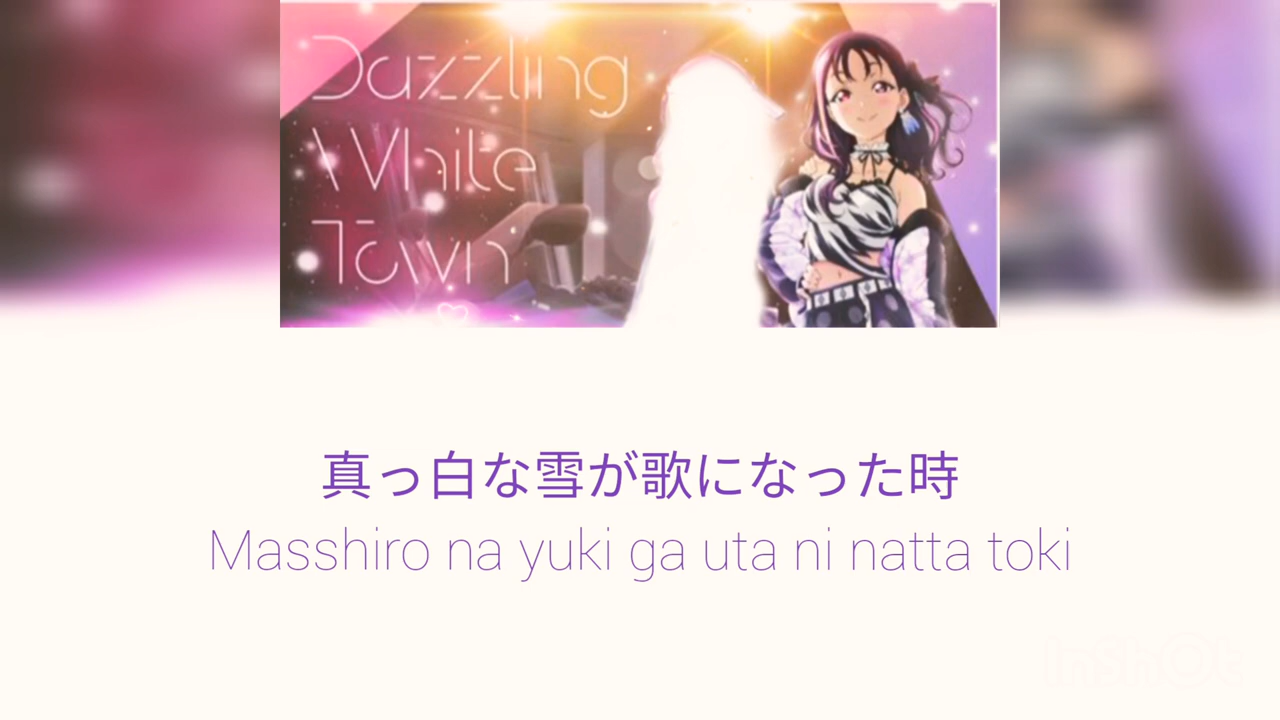 Dazzling
White
Town
真っ白な雪が歌になった時
Masshiro na yuki ga uta ni natta toki
InShOt